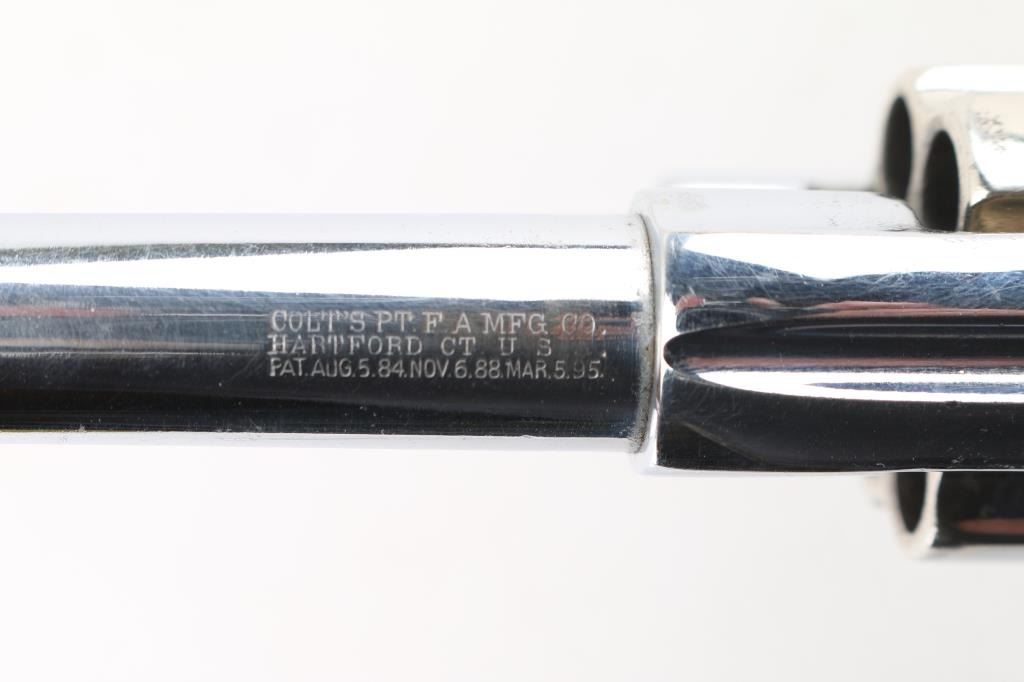 COLT'S PT. F. A MFG. CO.
HARTFORD CT U S
PAT. AUG. 5. 84. NOV. 6. 88. MAR. 5. 95.